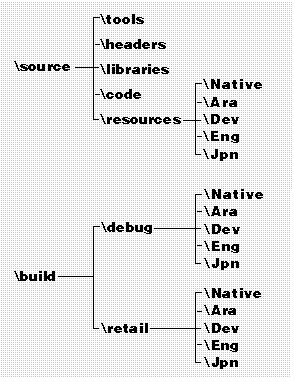 \tools
\headers
\source
\libraries
\code
\Native
\Ara
\resources
\Dev
\Eng
\Jpn
\Native
\Ara
\debug
\Dev
\Eng
\Jpn
\build
\Native
\Ara
\retail
\Dev
\Eng
\Jpn